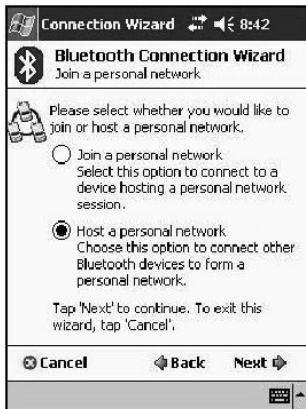 Connection Wizard 8:42
Bluetooth Connection Wizard
Join a personal network
Please select whether you would like to
join or host a personal network.
Join a personal network
Select this option to connect to a
device hosting a personal network
session.
Host a personal network
Choose this option to connect other
Bluetooth devices to form a
personal network.
Tap 'Next' to continue. To exit this
wizard, tap 'Cancel'.
Cancel Back Next